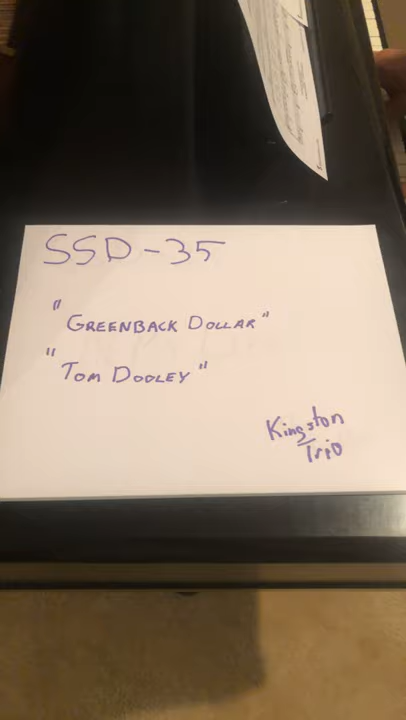 SSD-35
"GREENBACK DOLLAR"
"TOM DOOLEY"
Kingston
Trio